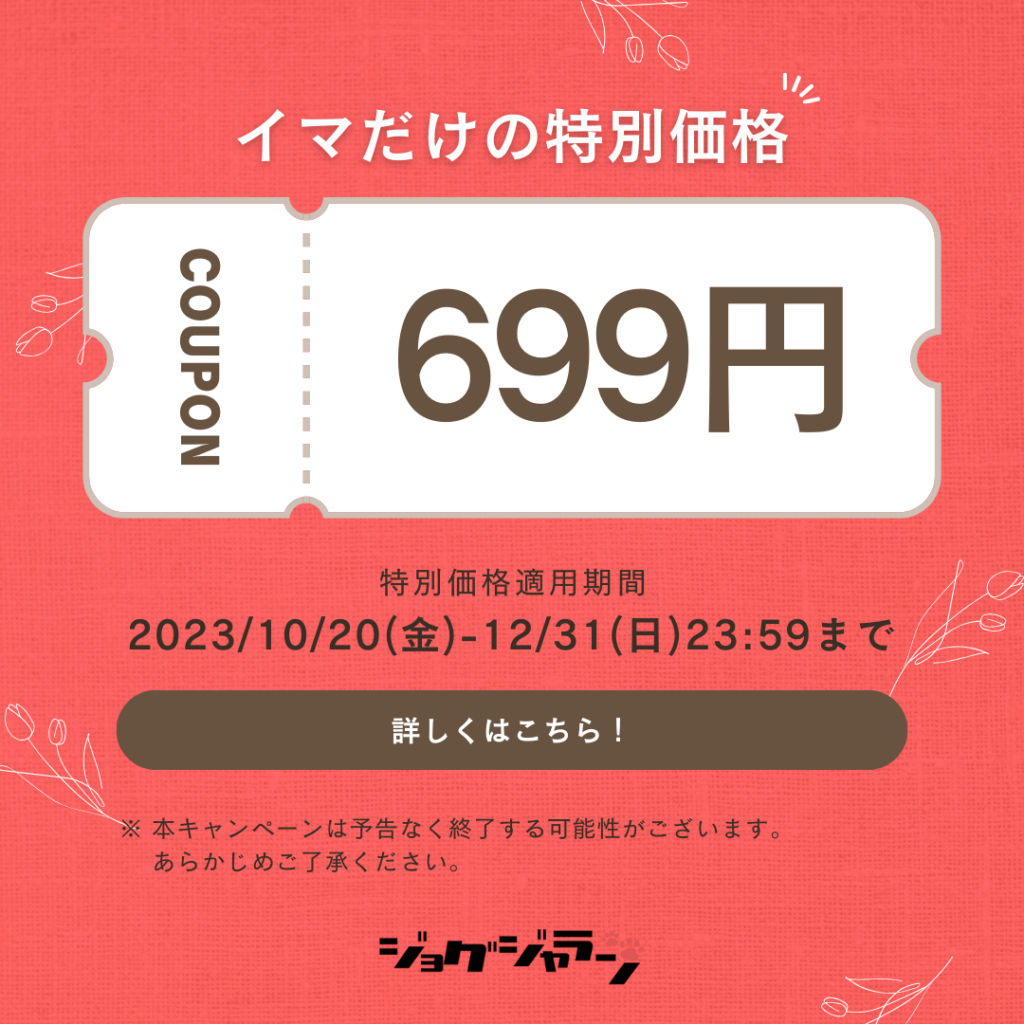 イマだけの特別価格
COUPON
699円
特別価格適用期間
2023/10/20(金)-12/31(日)23:59まで
詳しくはこちら！
※ 本キャンペーンは予告なく終了する可能性がございます。
あらかじめご了承ください。
ジョグジャラーン